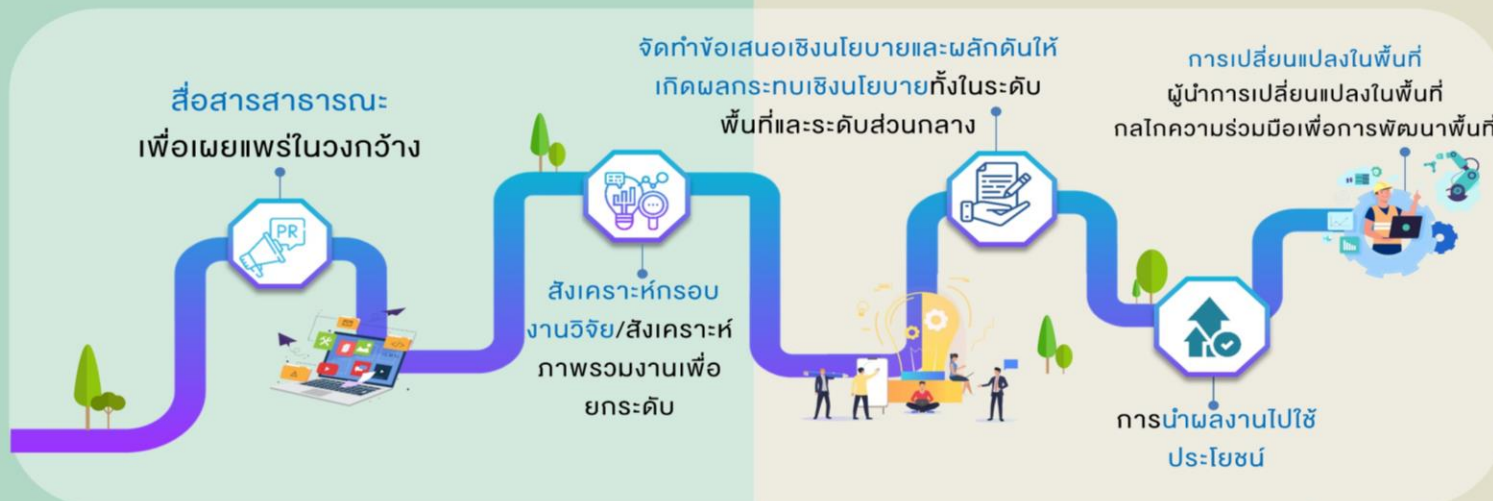 สื่อสารสาธารณะ
เพื่อเผยแพร่ในวงกว้าง
PR
สังเคราะห์กรอบ
งานวิจัย/สังเคราะห์
ภาพรวมงานเพื่อ
ยกระดับ
จัดทำข้อเสนอเชิงนโยบายและผลักดันให้
เกิดผลกระทบเชิงนโยบายทั้งในระดับ
พื้นที่และระดับส่วนกลาง
การนำผลงานไปใช้
ประโยชน์
การเปลี่ยนแปลงในพื้นที่
ผู้นำการเปลี่ยนแปลงในพื้นที่
กลไกความร่วมมือเพื่อการพัฒนาพื้นที่